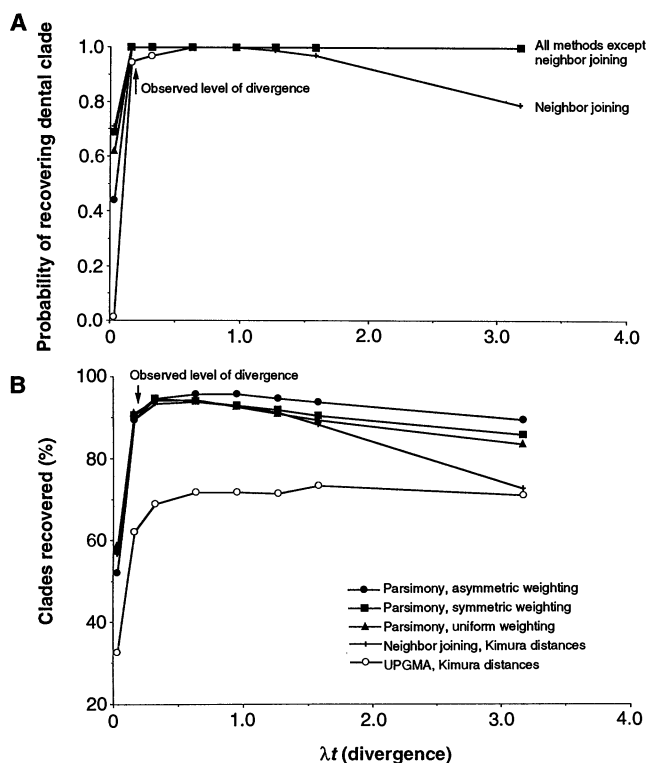 A
Probability of recovering dental clade
1.0
0.8
0.6
0.4
0.2
0.0
0
1.0
2.0
3.0
4.0
Observed level of divergence
All methods except
neighbor joining
Neighbor joining
B
Clades recovered (%)
100
80
60
40
20
Observed level of divergence
Parsimony, asymmetric weighting
Parsimony, symmetric weighting
Parsimony, uniform weighting
Neighbor joining, Kimura distances
UPGMA, Kimura distances
0
1.0
2.0
3.0
4.0
λt (divergence)